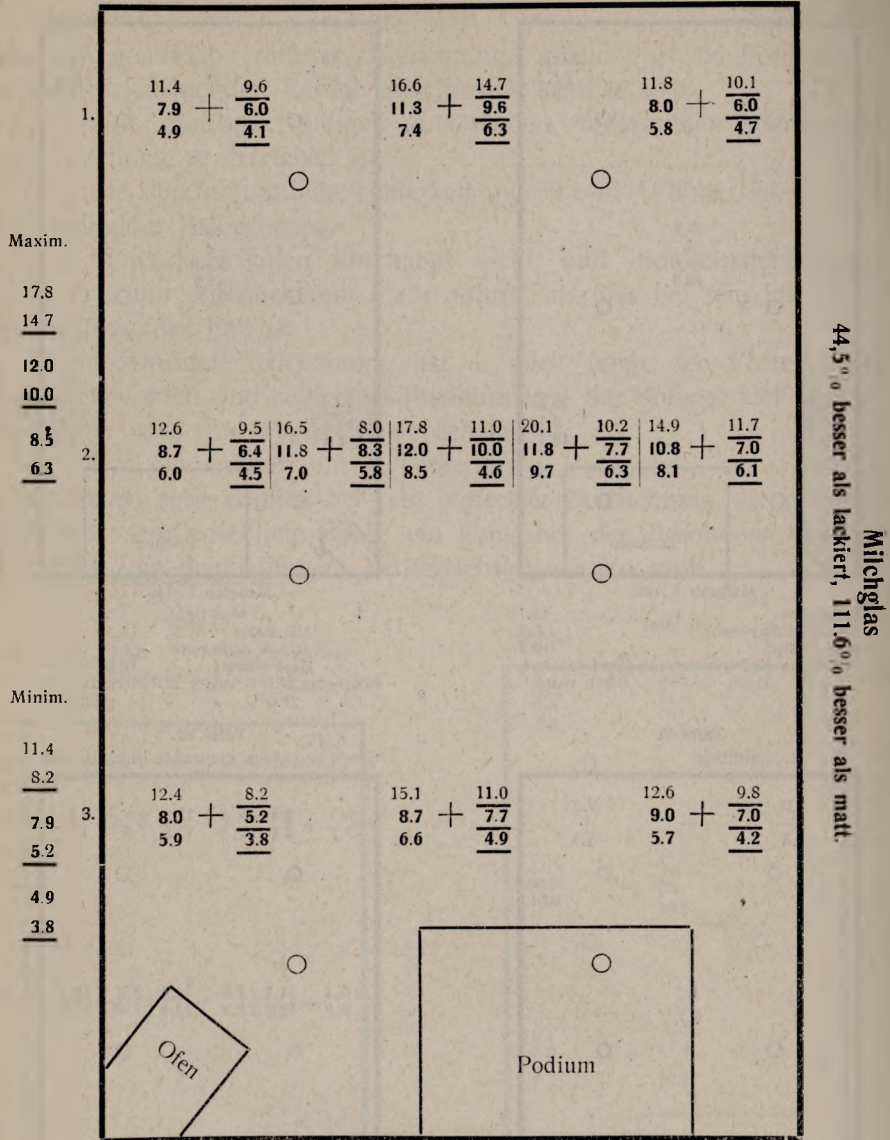 11.4 9.6 16.6 14.7 11.8 10.1
1. 7.9 + 6.0 11.3 + 9.6 8.0 + 6.0
4.9 4.1 7.4 6.3 5.8 4.7
Maxim.
17.8
14 7
12.0
10.0
8.5
6.3
12.6 9.5 16.5 8.0 17.8 11.0 20.1 10.2 14.9 11.7
2. 8.7 + 6.4 11.8 + 8.3 12.0 + 10.0 11.8 + 7.7 10.8 + 7.0
6.0 4.5 7.0 5.8 8.5 4.6 9.7 6.3 8.1 6.1
Minim.
11.4
8.2
7.9
5.2
4.9
3.8
12.4 8.2 15.1 11.0 12.6 9.8
3. 8.0 + 5.2 8.7 + 7.7 9.0 + 7.0
5.9 3.8 6.6 4.9 5.7 4.2
Ofen
Podium
Milchglas
44,5% besser als lackiert, 111.6% besser als matt.